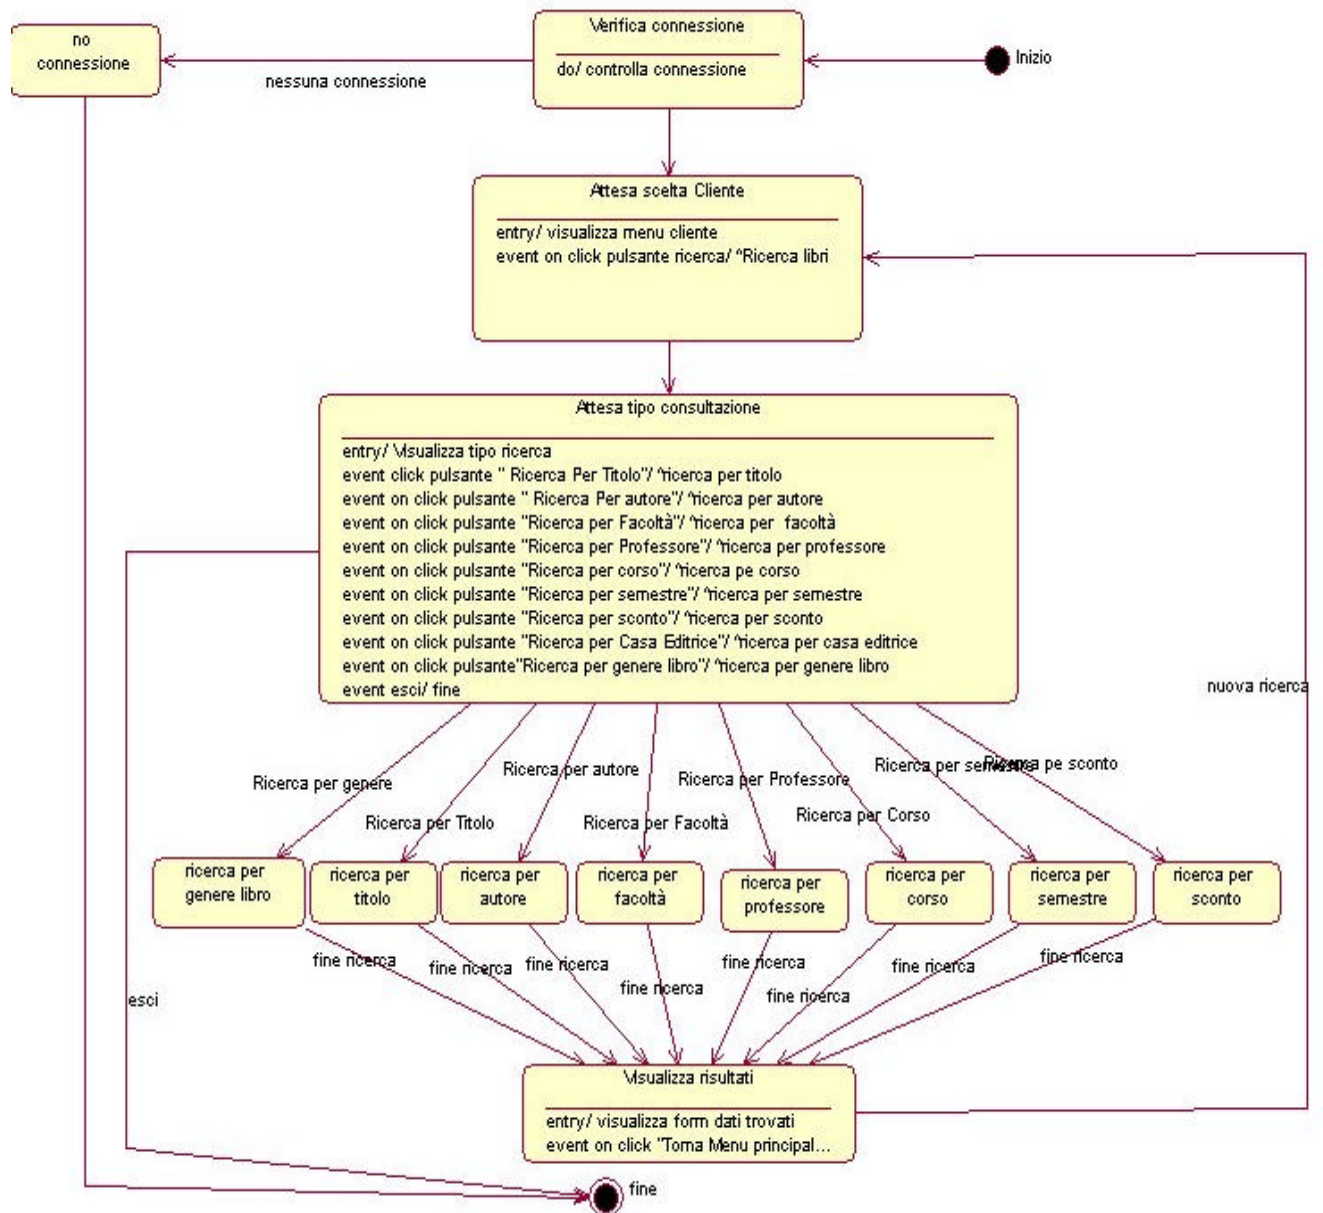 no
connessione
Verifica connessione
do/ controlla connessione
Inizio
nessuna connessione
Attesa scelta Cliente
entry/ visualizza menu cliente
event on click pulsante ricerca/ ^Ricerca libri
Attesa tipo consultazione
entry/ Visualizza tipo ricerca
event click pulsante " Ricerca Per Titolo"/ ^ricerca per titolo
event on click pulsante " Ricerca Per autore"/ ^ricerca per autore
event on click pulsante "Ricerca per Facoltà"/ ^ricerca per  facoltà
event on click pulsante "Ricerca per Professore"/ ^ricerca per professore
event on click pulsante "Ricerca per corso"/ ^ricerca pe corso
event on click pulsante "Ricerca per semestre"/ ^ricerca per semestre
event on click pulsante "Ricerca per sconto"/ ^ricerca per sconto
event on click pulsante "Ricerca per Casa Editrice"/ ^ricerca per casa editrice
event on click pulsante"Ricerca per genere libro"/ ^ricerca per genere libro
event esci/ fine
nuova ricerca
Ricerca per genere
Ricerca per Titolo
Ricerca per autore
Ricerca per Facoltà
Ricerca per Professore
Ricerca per Corso
Ricerca per semestre
Ricerca pe sconto
ricerca per
genere libro
ricerca per
titolo
ricerca per
autore
ricerca per
facoltà
ricerca per
professore
ricerca per
corso
ricerca per
semestre
ricerca per
sconto
fine ricerca
fine ricerca
fine ricerca
fine ricerca
fine ricerca
fine ricerca
fine ricerca
fine ricerca
esci
Visualizza risultati
entry/ visualizza form dati trovati
event on click "Torna Menu principal...
fine